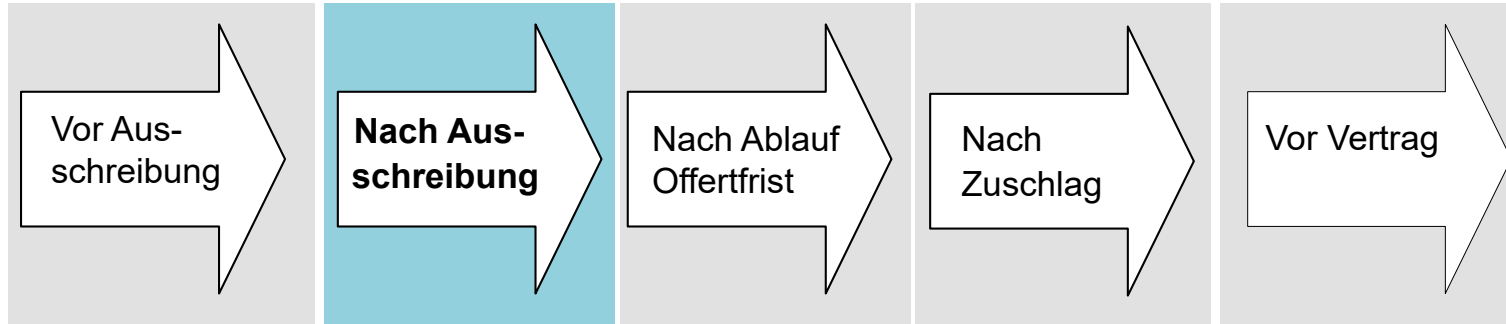 Vor Aus-
schreibung
Nach Aus-
schreibung
Nach Ablauf
Offertfrist
Nach
Zuschlag
Vor Vertrag